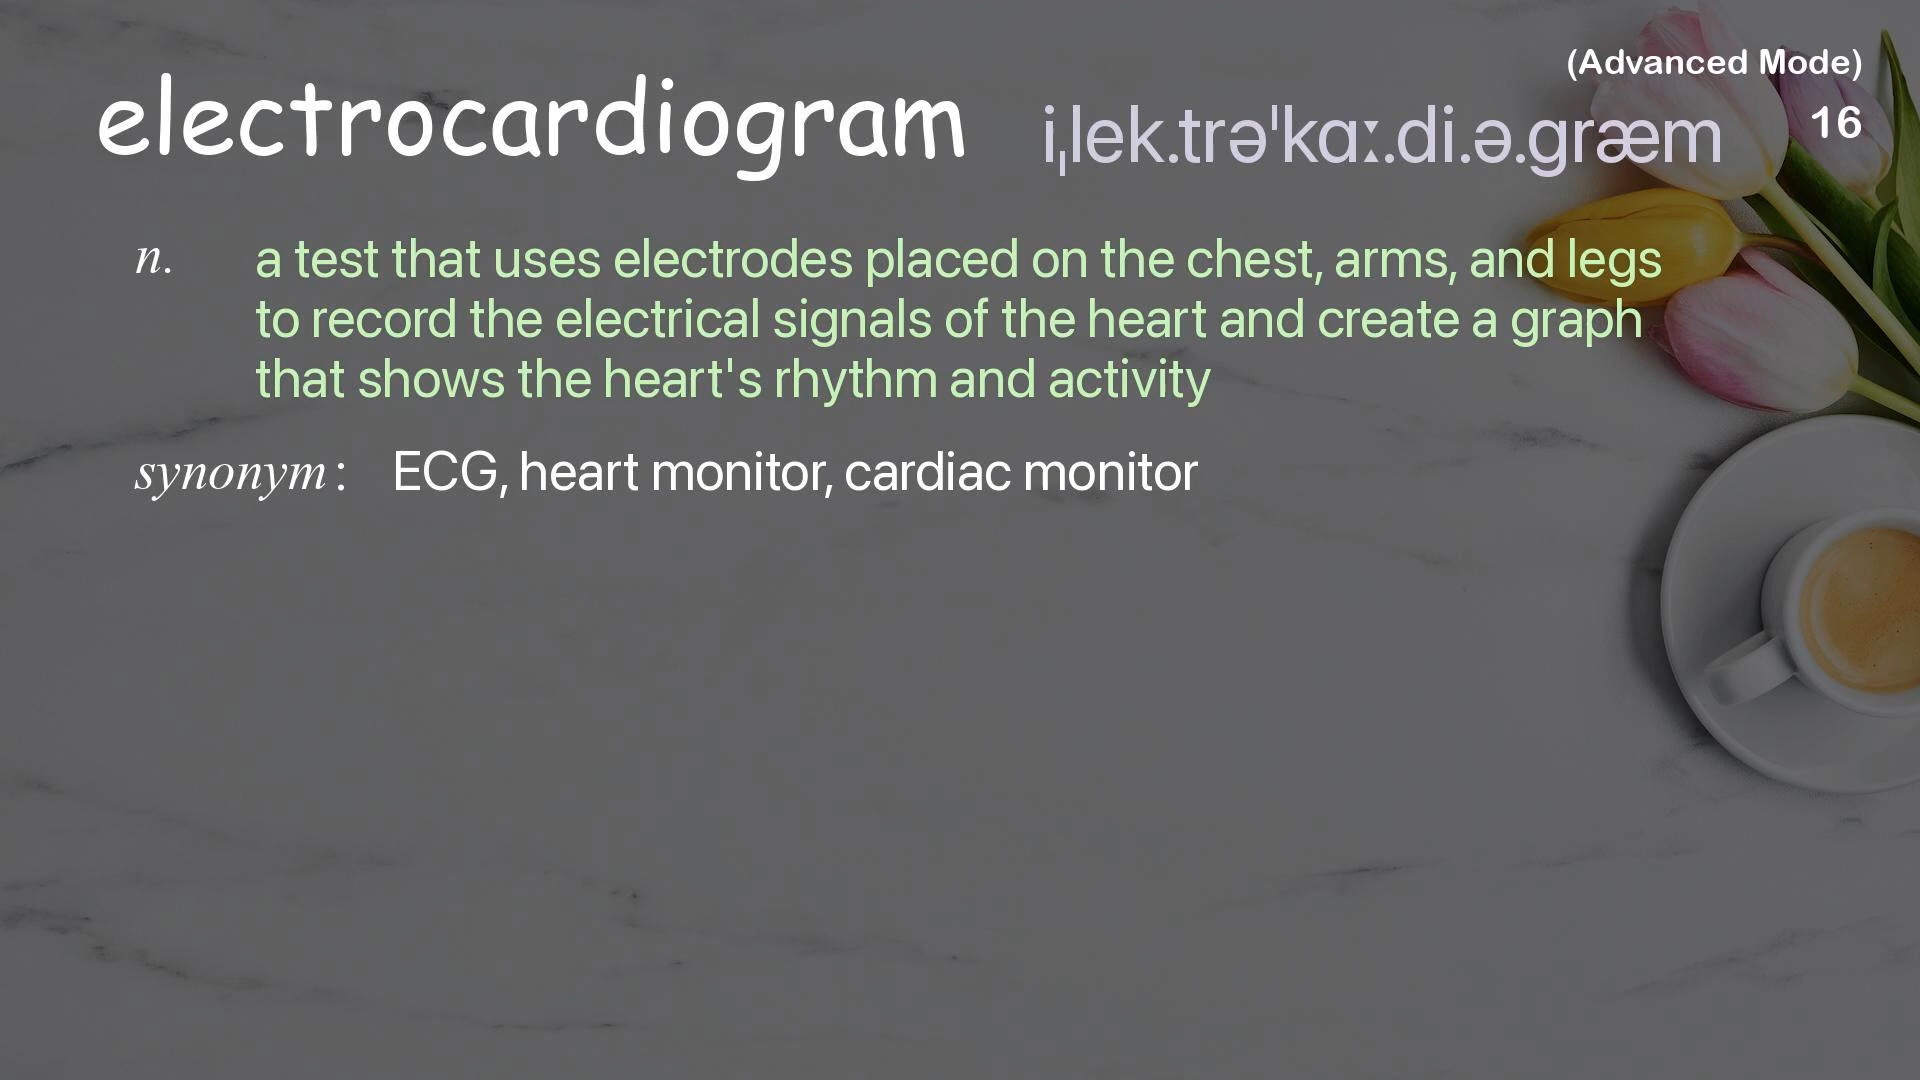 (Advanced Mode)
electrocardiogram iˌlek.trəˈkɑː.di.ə.græm 16
n. a test that uses electrodes placed on the chest, arms, and legs
to record the electrical signals of the heart and create a graph
that shows the heart's rhythm and activity
synonym: ECG, heart monitor, cardiac monitor